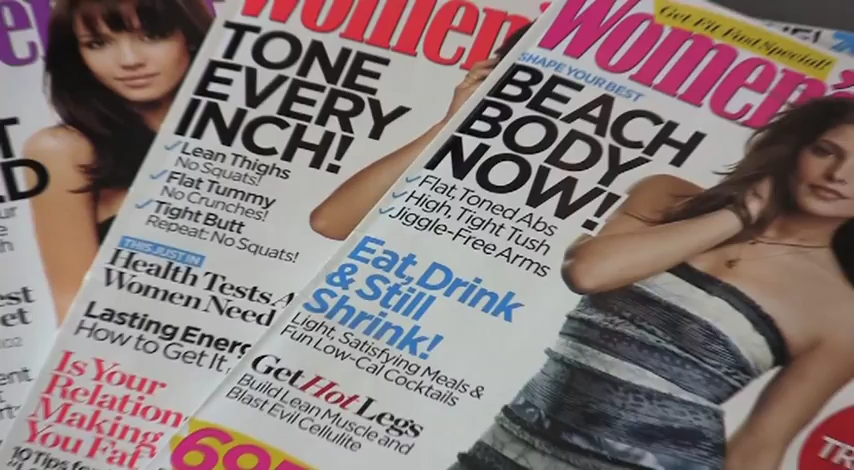 Women's
TONE
EVERY
INCH!
✓Lean Thighs
No Squats!
✓Flat Tummy
No Crunches!
✓Tight Butt
Repeat: No Squats!
THIS JUST IN
Health Tests
Women Need
Lasting
How to Get It,
Is Your
Making
You Fat
10 Tips
Get Fit Fast Special!
Women's
SHAPE YOUR BEST
BEACH
BODY
NOW!
✓Flat, Toned Abs
✓High, Tight Tush
✓Jiggle-Free Arms
Eat, Drink
& Still
Shrink!
Light, Satisfying Meals &
Fun Low-Cal Cocktails
Get Hot Legs
Build Lean Muscle and
Blast Evil Cellulite